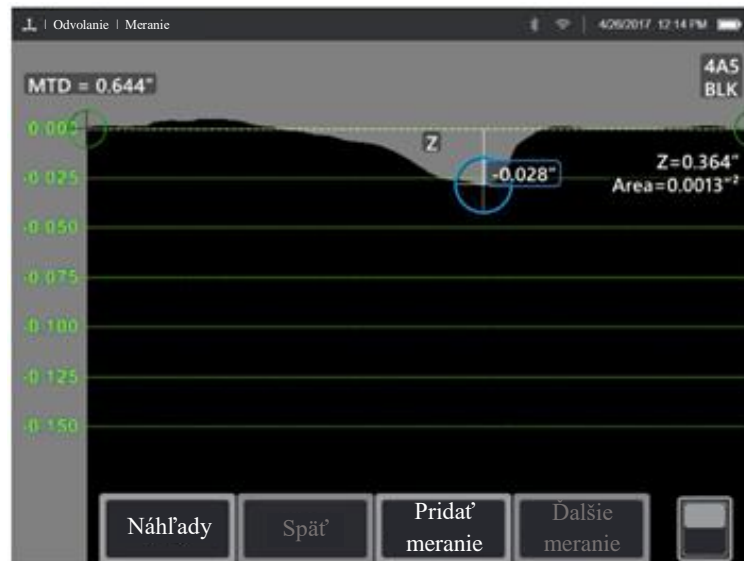 Odvolanie | Meranie
4/26/2017 12:14 PM
MTD = 0.644"
4A5
BLK
0.000
Z
-0.028"
Z=0.364"
Area=0.0013"²
-0.025
-0.050
-0.075
-0.100
-0.125
-0.150
Náhľady
Späť
Pridať
meranie
Ďalšie
meranie